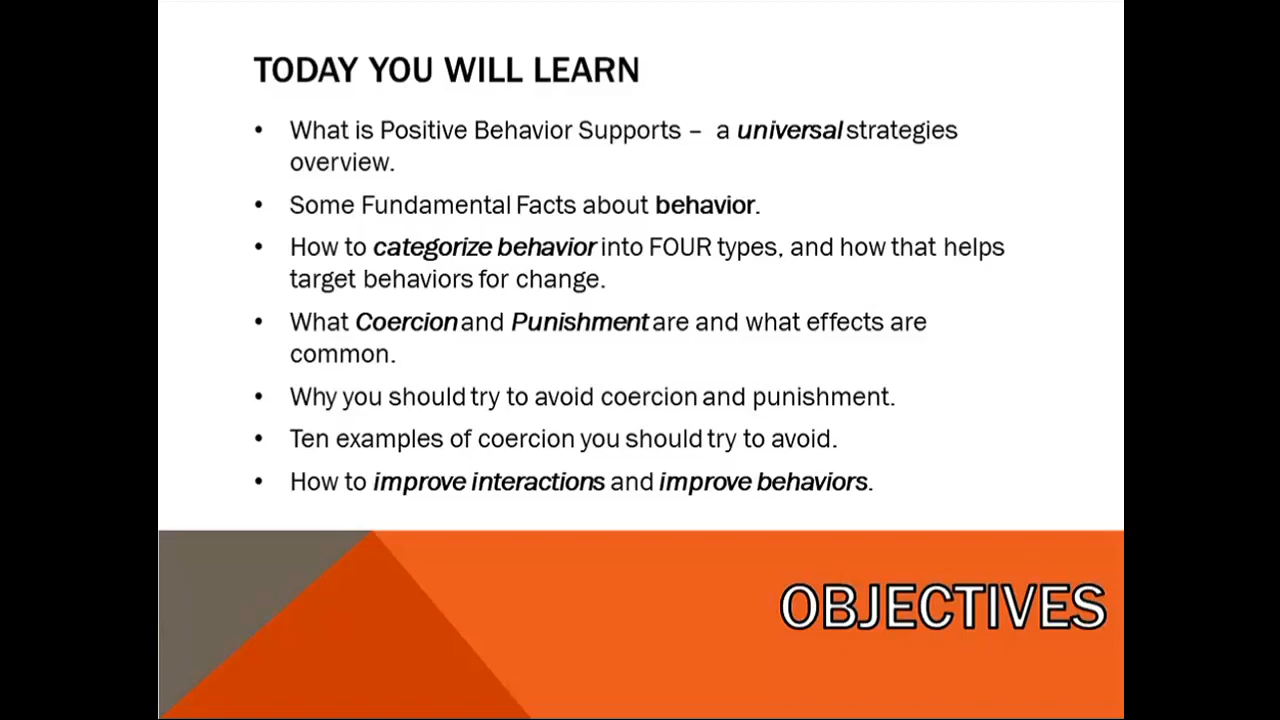 TODAY YOU WILL LEARN
• What is Positive Behavior Supports – a universal strategies
overview.
• Some Fundamental Facts about behavior.
• How to categorize behavior into FOUR types, and how that helps
target behaviors for change.
• What Coercion and Punishment are and what effects are
common.
• Why you should try to avoid coercion and punishment.
• Ten examples of coercion you should try to avoid.
• How to improve interactions and improve behaviors.
OBJECTIVES